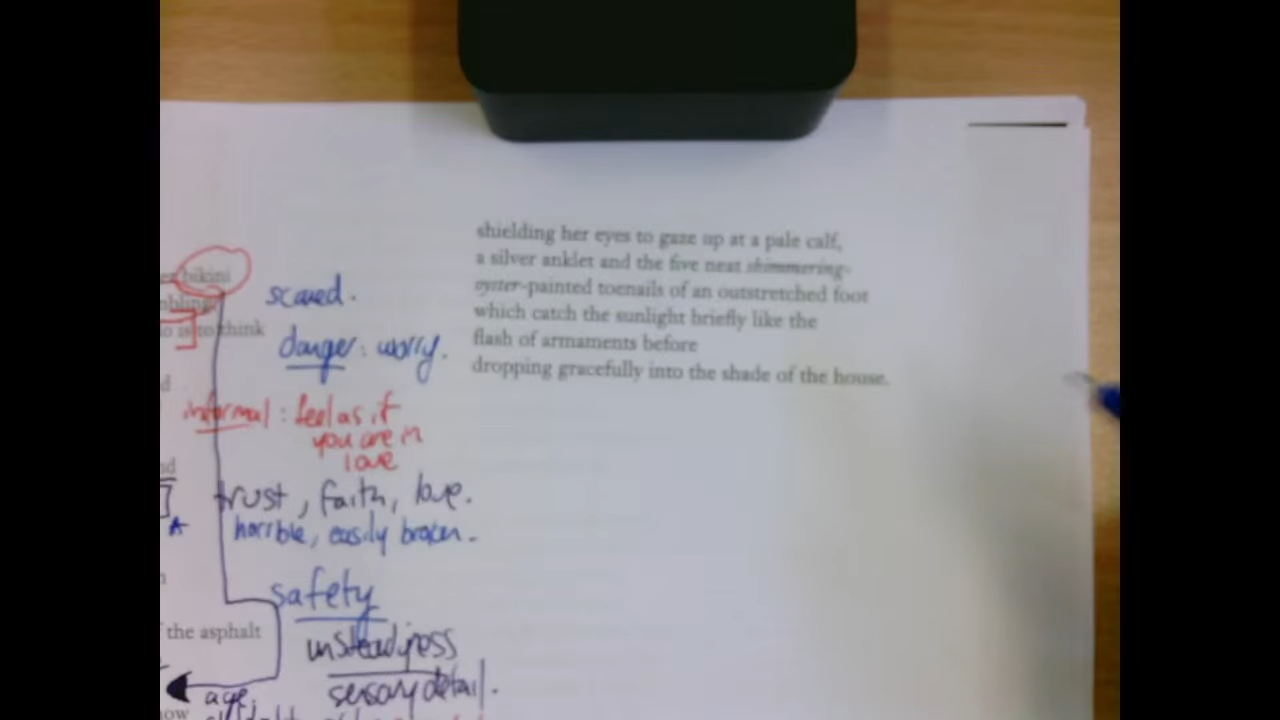 bikini
is to think
scared.
danger: worry.
informal: feel as if
you are in
love
trust, faith, love.
horrible, easily broken.
safety
the asphalt
unsteadiness
sensory detail.
age,
shielding her eyes to gaze up at a pale calf,
a silver anklet and the five neat shimmering-
oyster-painted toenails of an outstretched foot
which catch the sunlight briefly like the
flash of armaments before
dropping gracefully into the shade of the house.